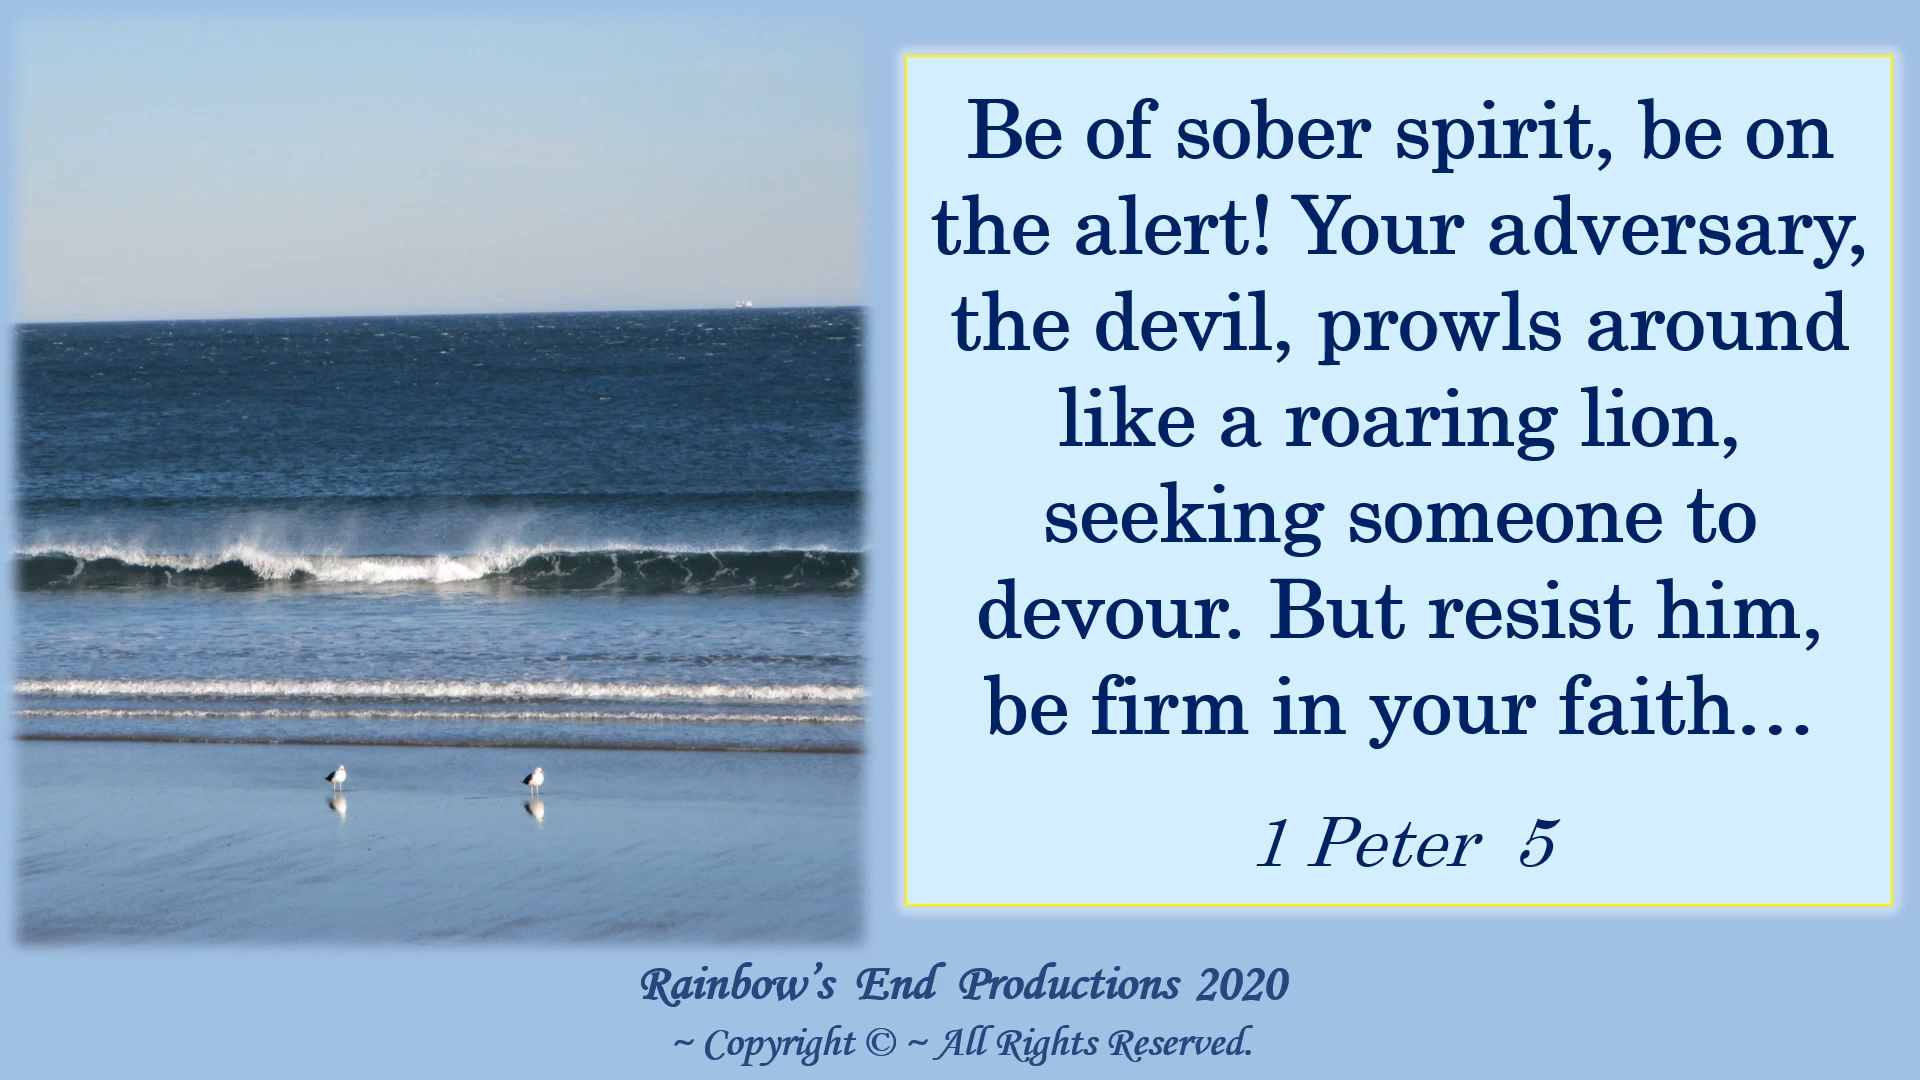 Be of sober spirit, be on
the alert! Your adversary,
the devil, prowls around
like a roaring lion,
seeking someone to
devour. But resist him,
be firm in your faith…
1 Peter 5
Rainbow’s End Productions 2020
~ Copyright © ~ All Rights Reserved.